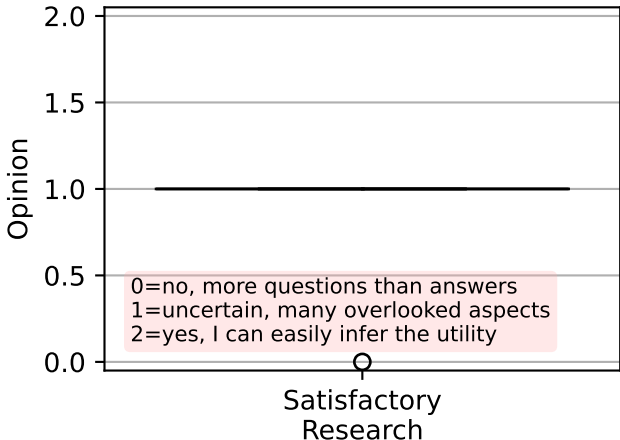 2.0
1.5
1.0
0.5
0.0
Opinion
0=no, more questions than answers
1=uncertain, many overlooked aspects
2=yes, I can easily infer the utility
Satisfactory
Research